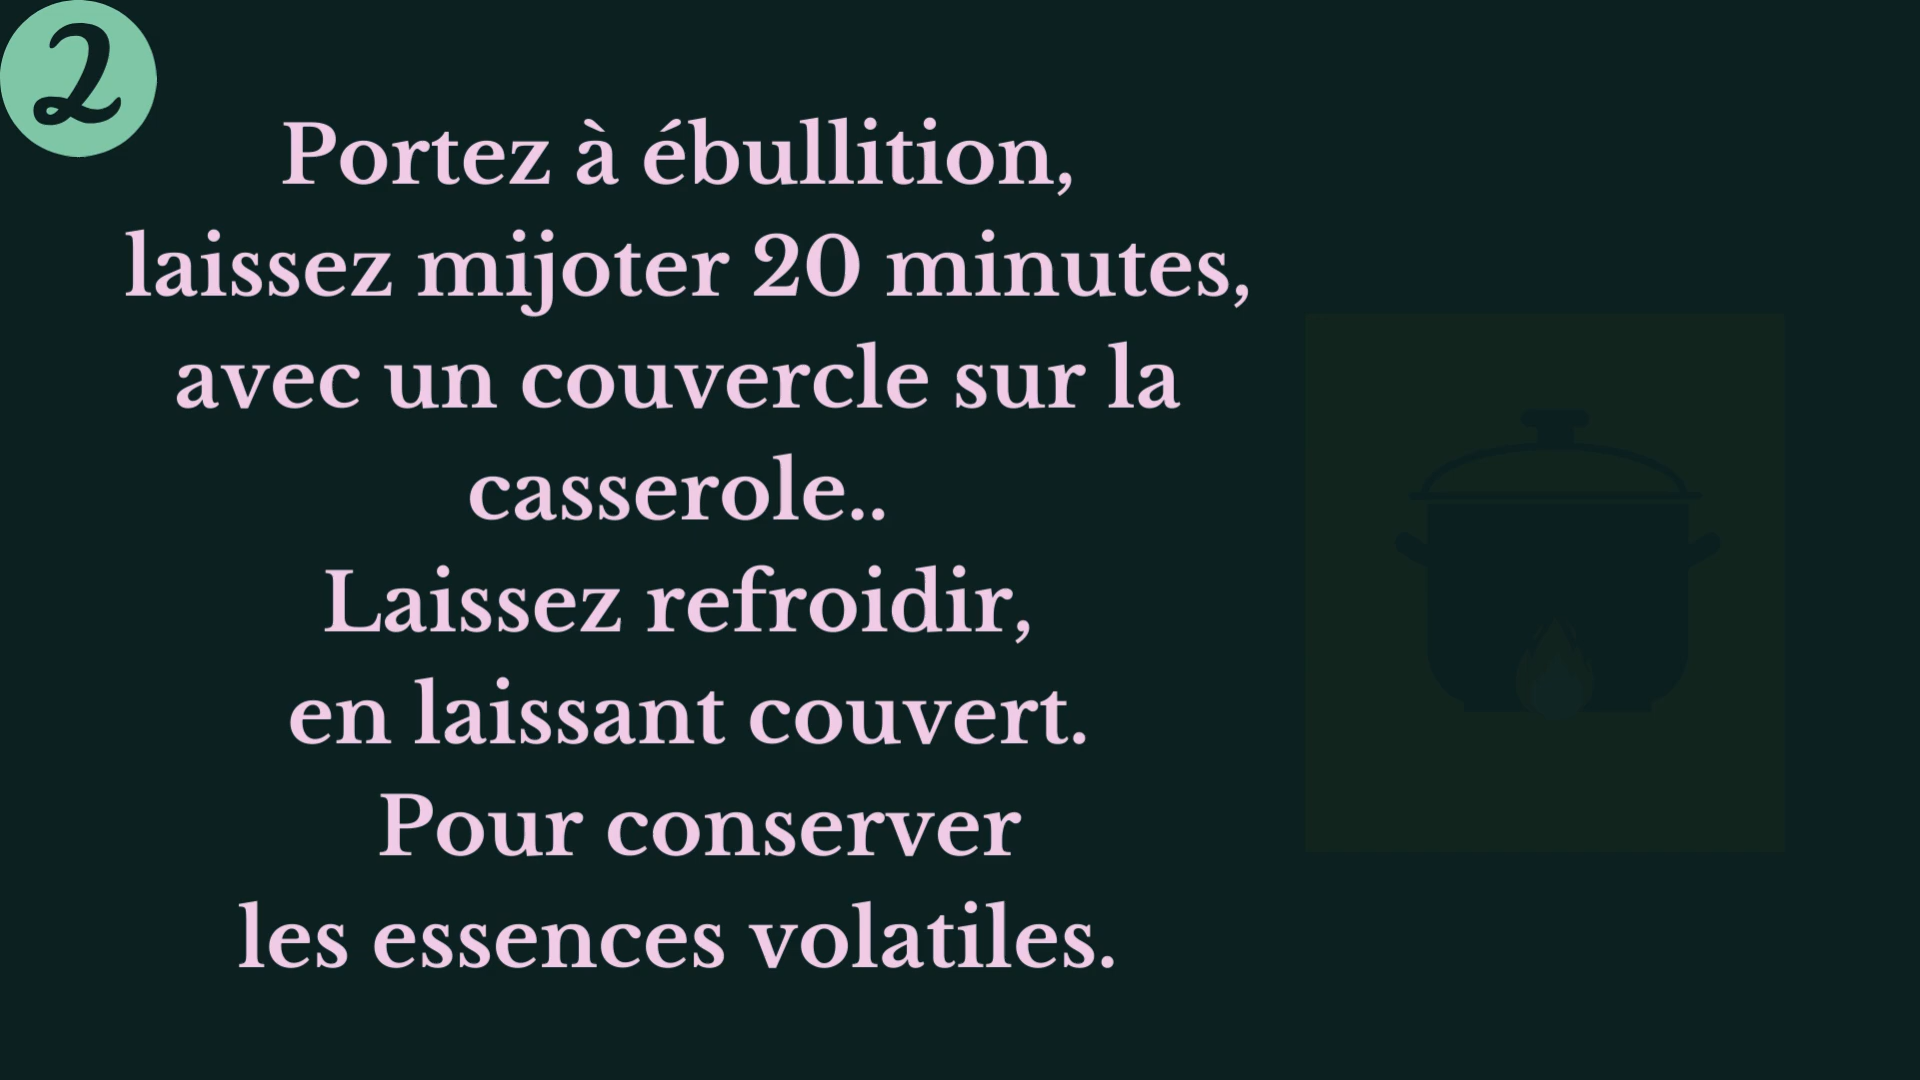 2
Portez à ébullition,
laissez mijoter 20 minutes,
avec un couvercle sur la
casserole..
Laissez refroidir,
en laissant couvert.
Pour conserver
les essences volatiles.